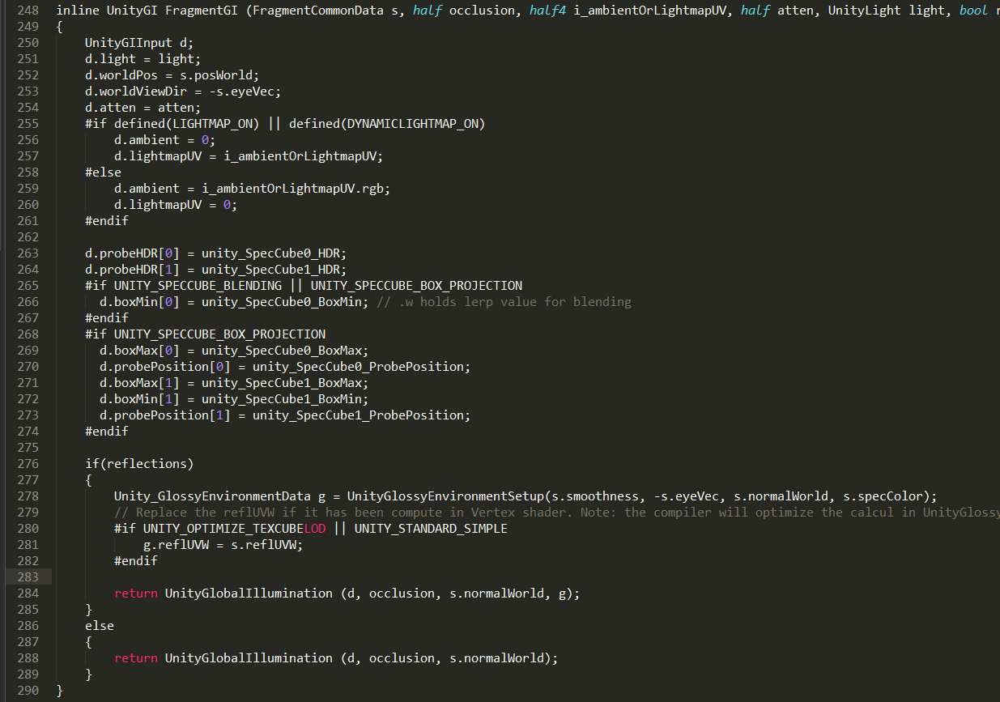 248 inline UnityGI FragmentGI (FragmentCommonData s, half occlusion, half4 i_ambientOrLightmapUV, half atten, UnityLight light, bool
249 {
250 UnityGIInput d;
251 d.light = light;
252 d.worldPos = s.posWorld;
253 d.worldViewDir = -s.eyeVec;
254 d.atten = atten;
255 #if defined(LIGHTMAP_ON) || defined(DYNAMICLIGHTMAP_ON)
256 d.ambient = 0;
257 d.lightmapUV = i_ambientOrLightmapUV;
258 #else
259 d.ambient = i_ambientOrLightmapUV.rgb;
260 d.lightmapUV = 0;
261 #endif
262
263 d.probeHDR[0] = unity_SpecCube0_HDR;
264 d.probeHDR[1] = unity_SpecCube1_HDR;
265 #if UNITY_SPECCUBE_BLENDING || UNITY_SPECCUBE_BOX_PROJECTION
266 d.boxMin[0] = unity_SpecCube0_BoxMin; // .w holds lerp value for blending
267 #endif
268 #if UNITY_SPECCUBE_BOX_PROJECTION
269 d.boxMax[0] = unity_SpecCube0_BoxMax;
270 d.probePosition[0] = unity_SpecCube0_ProbePosition;
271 d.boxMax[1] = unity_SpecCube1_BoxMax;
272 d.boxMin[1] = unity_SpecCube1_BoxMin;
273 d.probePosition[1] = unity_SpecCube1_ProbePosition;
274 #endif
275
276 if(reflections)
277 {
278 Unity_GlossyEnvironmentData g = UnityGlossyEnvironmentSetup(s.smoothness, -s.eyeVec, s.normalWorld, s.specColor);
279 // Replace the reflUVW if it has been compute in Vertex shader. Note: the compiler will optimize the calcul in UnityGlossy
280 #if UNITY_OPTIMIZE_TEXCUBELOD || UNITY_STANDARD_SIMPLE
281 g.reflUVW = s.reflUVW;
282 #endif
283
284 return UnityGlobalIllumination (d, occlusion, s.normalWorld, g);
285 }
286 else
287 {
288 return UnityGlobalIllumination (d, occlusion, s.normalWorld);
289 }
290 }